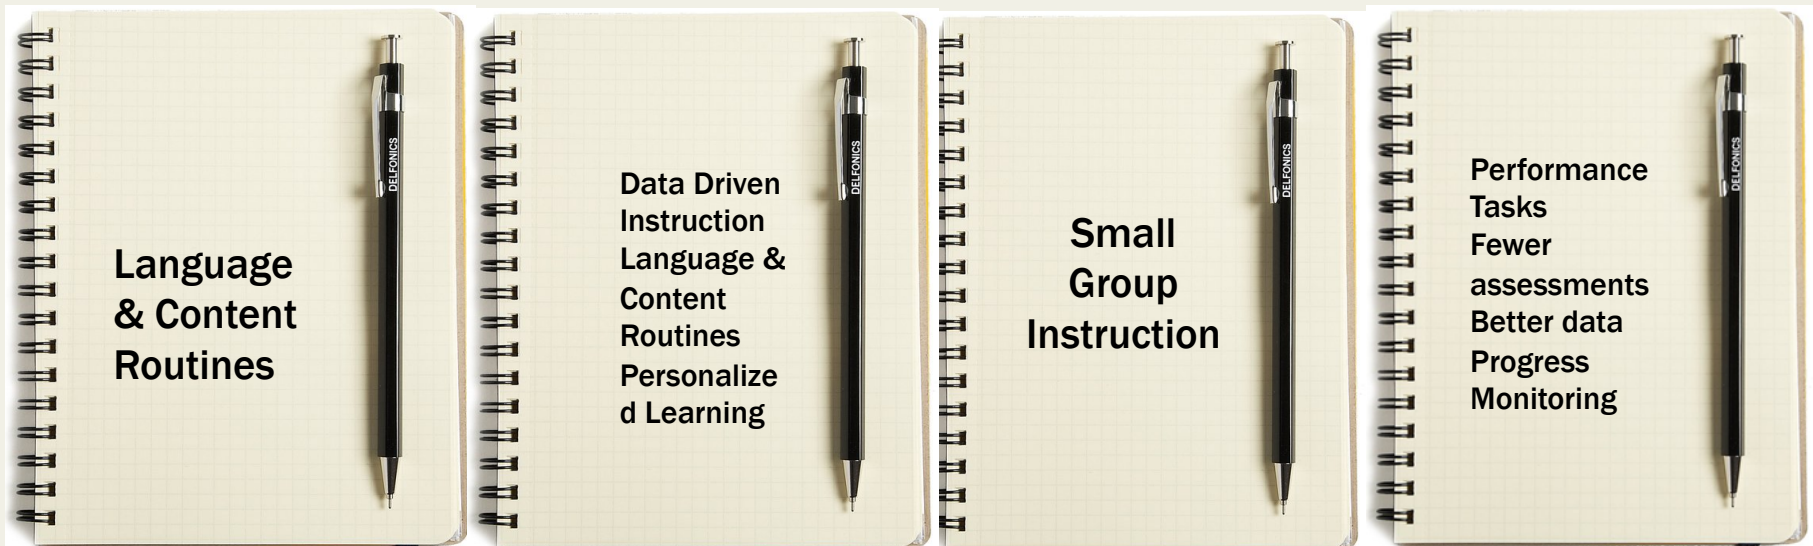 Language
& Content
Routines
DELFONICS
Data Driven
Instruction
Language &
Content
Routines
Personalize
d Learning
DELFONICS
Small
Group
Instruction
DELFONICS
Performance
Tasks
Fewer
assessments
Better data
Progress
Monitoring
DELFONICS